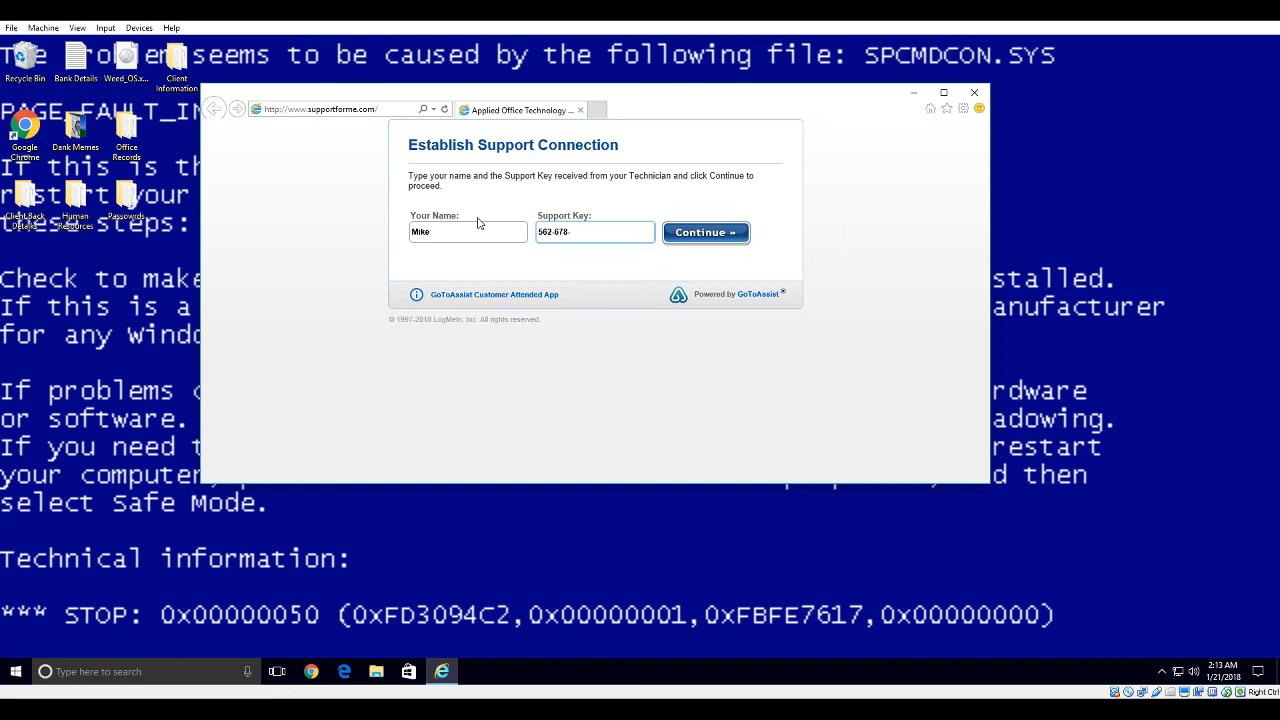 File Machine View Input Devices Help
The problem seems to be caused by the following file: SPCMDCON.SYS
Recycle Bin
Bank Details
Weed_OS.x...
Client Information
http://www.supportforme.com/
Applied Office Technology ...
PAGE_FAULT_IN
Google Chrome
Dank Memes
Office Records
Establish Support Connection
If this is th
Type your name and the Support Key received from your Technician and click Continue to
proceed.
restart your
Human Resources
these steps:
Your Name:
Support Key:
Mike
562-678-
Continue »
Check to make
stalled.
If this is a
anufacturer
GoToAssist Customer Attended App
Powered by GoToAssist ®
© 1997-2018 LogMeIn, Inc. All rights reserved.
for any Windo
If problems
rdware
or software.
adowing.
If you need t
restart
your computer,
d then
select Safe Mode.
Technical information:
*** STOP: 0x00000050 (0xFD3094C2,0x00000001,0xFBFE7617,0x00000000)
Type here to search
2:13 AM
1/21/2018
Right Ctrl